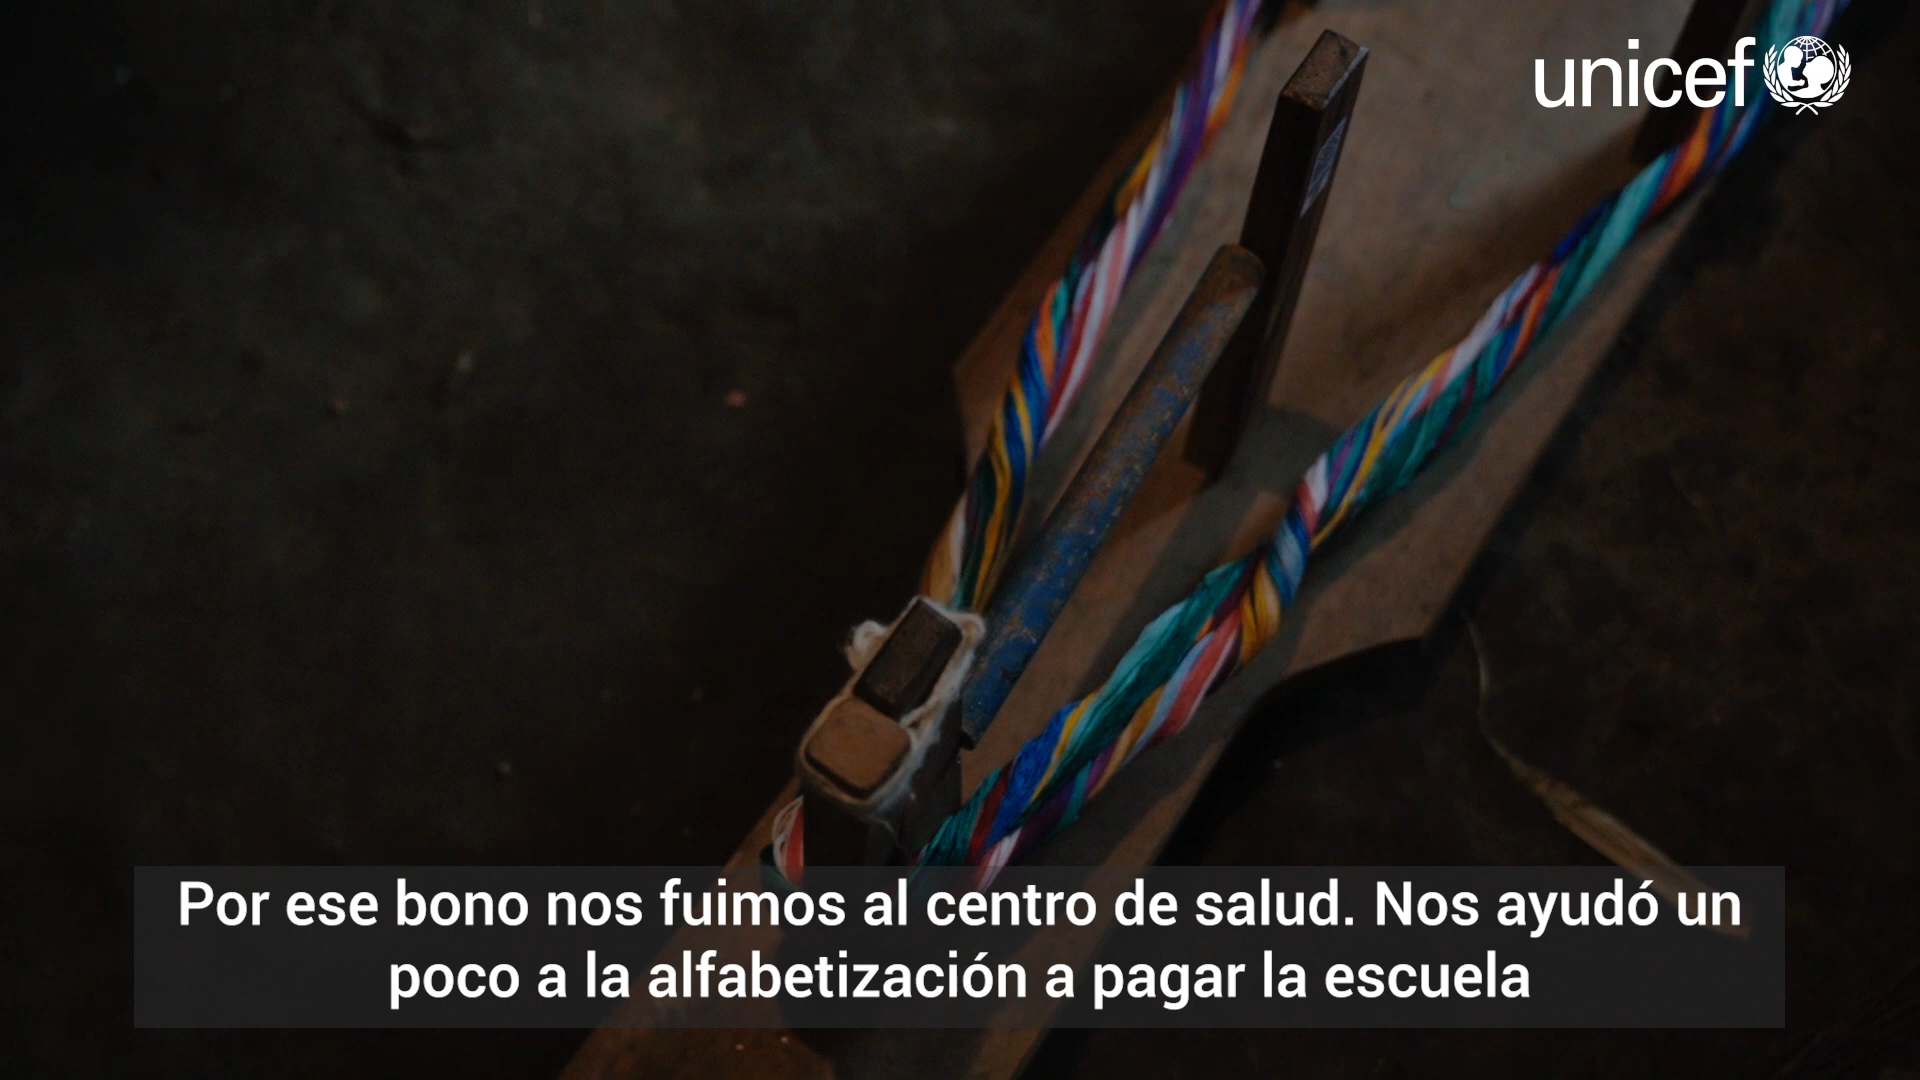 unicef
Por ese bono nos fuimos al centro de salud. Nos ayudó un
poco a la alfabetización a pagar la escuela